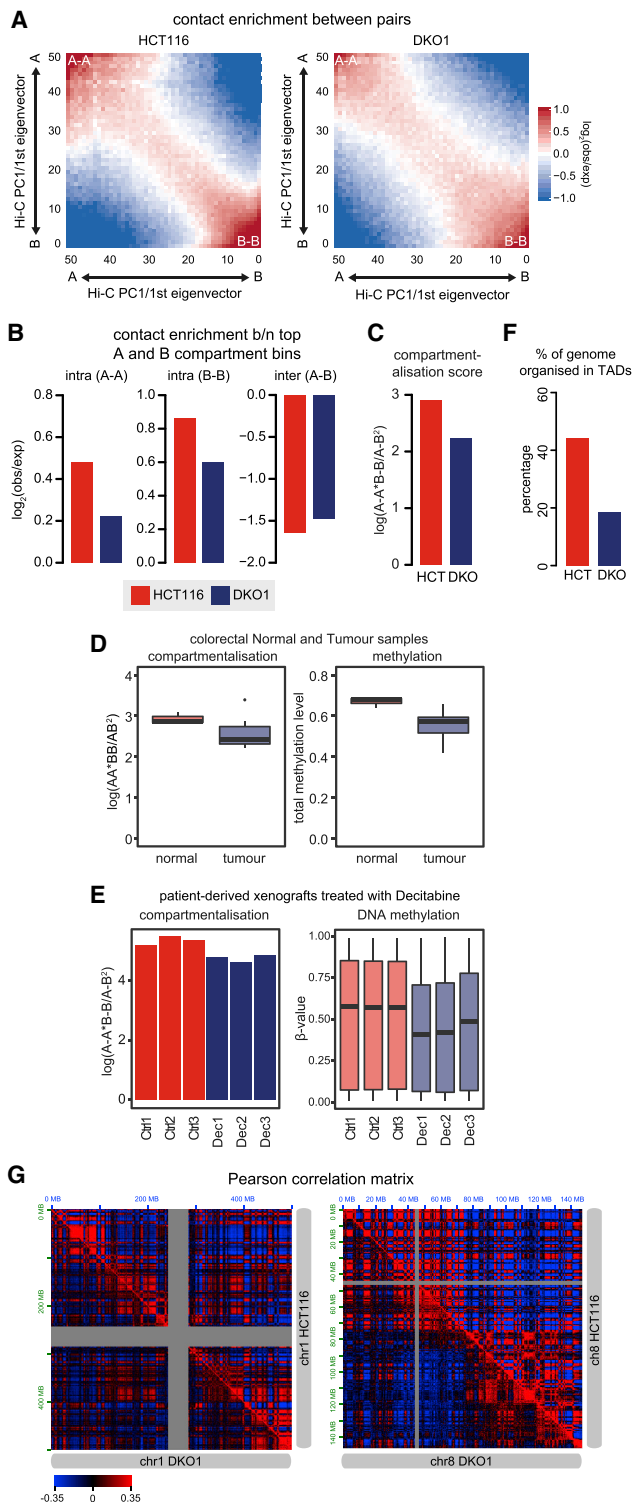 A
contact enrichment between pairs
HCT116
DKO1
A
50
40
30
20
10
0
B
Hi-C PC1/1st eigenvector
A-A
B-B
50 40 30 20 10 0
A B
Hi-C PC1/1st eigenvector
A
50
40
30
20
10
0
B
Hi-C PC1/1st eigenvector
A-A
B-B
50 40 30 20 10 0
A B
Hi-C PC1/1st eigenvector
1.0
0.5
0.0
−0.5
−1.0
log2(obs/exp)
B
contact enrichment b/n top
A and B compartment bins
intra (A-A)
intra (B-B)
inter (A-B)
log2(obs/exp)
0.8
0.6
0.4
0.2
0.0
1.0
0.8
0.6
0.4
0.2
0.0
0.0
−0.5
−1.0
−1.5
−2.0
HCT116 DKO1
C
compartment-
alisation score
log(A-A*B-B/A-B²)
3
2
1
0
HCT DKO
F
% of genome
organised in TADs
percentage
60
40
20
0
HCT DKO
D
colorectal Normal and Tumour samples
compartmentalisation
methylation
log(AA*BB/AB²)
4
3
2
1
0
normal tumour
total methylation level
0.8
0.6
0.4
0.2
0.0
normal tumour
E
patient-derived xenografts treated with Decitabine
compartmentalisation
DNA methylation
log(A-A*B-B/A-B²)
4
2
0
Ctrl1 Ctrl2 Ctrl3 Dec1 Dec2 Dec3
β-value
1.00
0.75
0.50
0.25
0.00
Ctrl1 Ctrl2 Ctrl3 Dec1 Dec2 Dec3
G
Pearson correlation matrix
0 MB 200 MB 400 MB
0 MB
200 MB
400 MB
chr1 HCT116
chr1 DKO1
0 MB 20 MB 40 MB 60 MB 80 MB 100 MB 120 MB 140 MB
0 MB
20 MB
40 MB
60 MB
80 MB
100 MB
120 MB
140 MB
chr8 HCT116
chr8 DKO1
-0.35 0 0.35